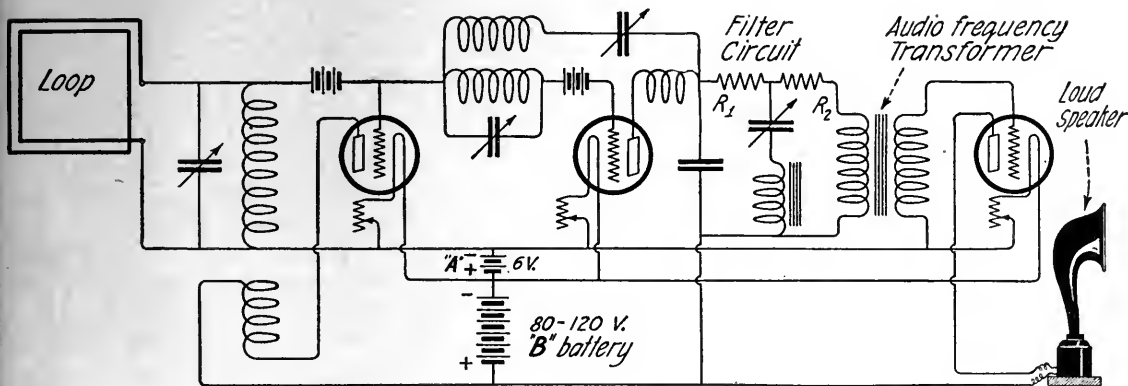 Loop
Filter
Circuit
Audio frequency
Transformer
Loud
speaker
R1
R2
"A"
-
+
6V.
-
+
80-120 V.
"B" battery